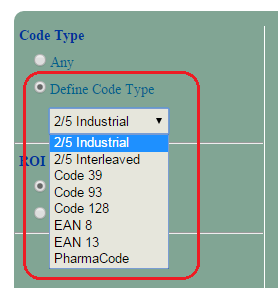 Code Type
Any
Define Code Type
2/5 Industrial
2/5 Industrial
2/5 Interleaved
Code 39
Code 93
Code 128
EAN 8
EAN 13
PharmaCode
ROI